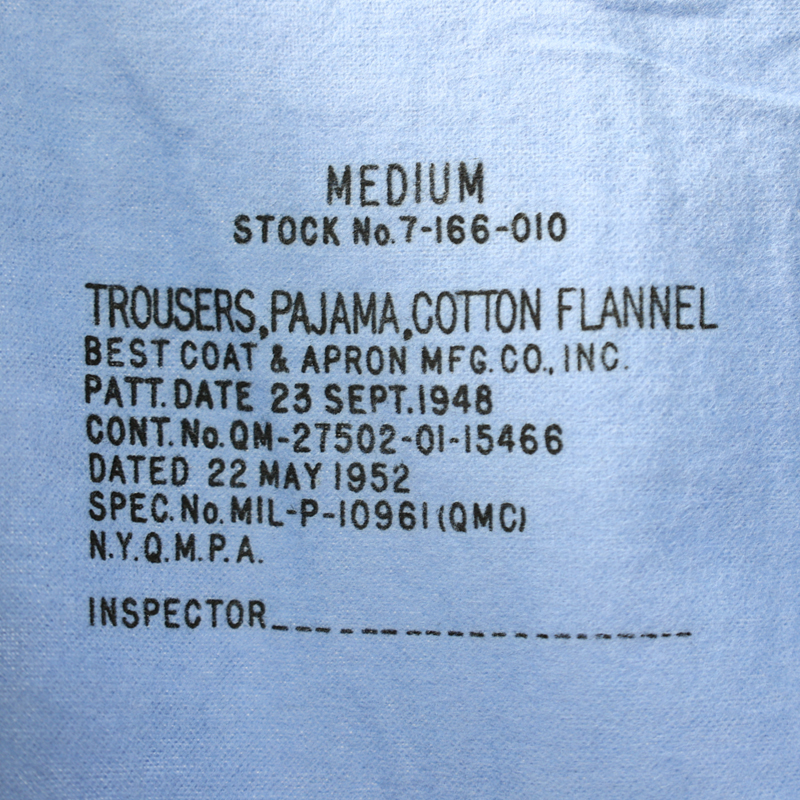 MEDIUM
STOCK No. 7-166-010
TROUSERS, PAJAMA, COTTON FLANNEL
BEST COAT & APRON MFG. CO., INC.
PATT. DATE 23 SEPT. 1948
CONT. No. QM-27502-01-15466
DATED 22 MAY 1952
SPEC. No. MIL-P-10961 (QMC)
N.Y.Q.M.P.A.
INSPECTOR____________________